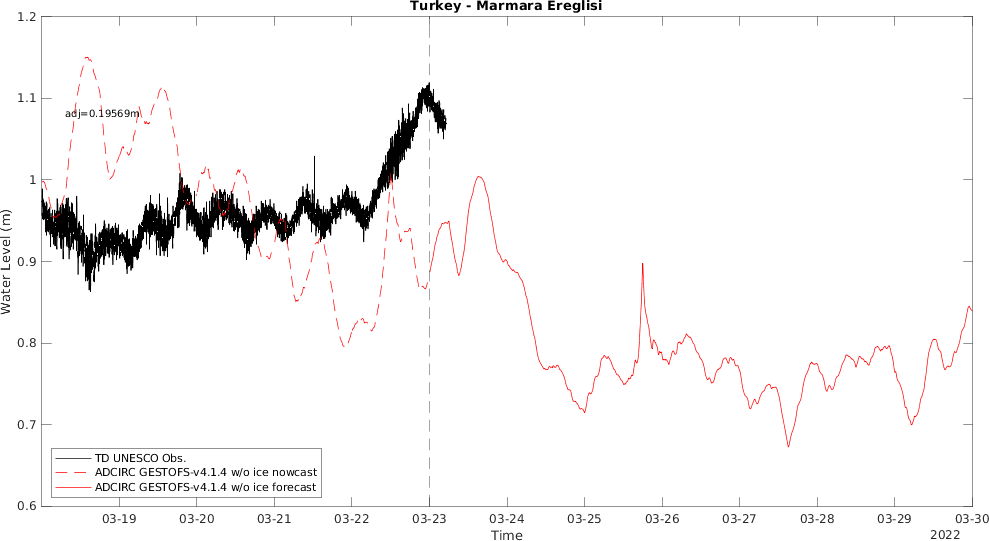 Turkey - Marmara Ereglisi
1.2
1.1
1
0.9
0.8
0.7
0.6
Water Level (m)
adj=0.19569m
TD UNESCO Obs.
ADCIRC GESTOFS-v4.1.4 w/o ice nowcast
ADCIRC GESTOFS-v4.1.4 w/o ice forecast
03-19 03-20 03-21 03-22 03-23 03-24 03-25 03-26 03-27 03-28 03-29 03-30
Time
2022